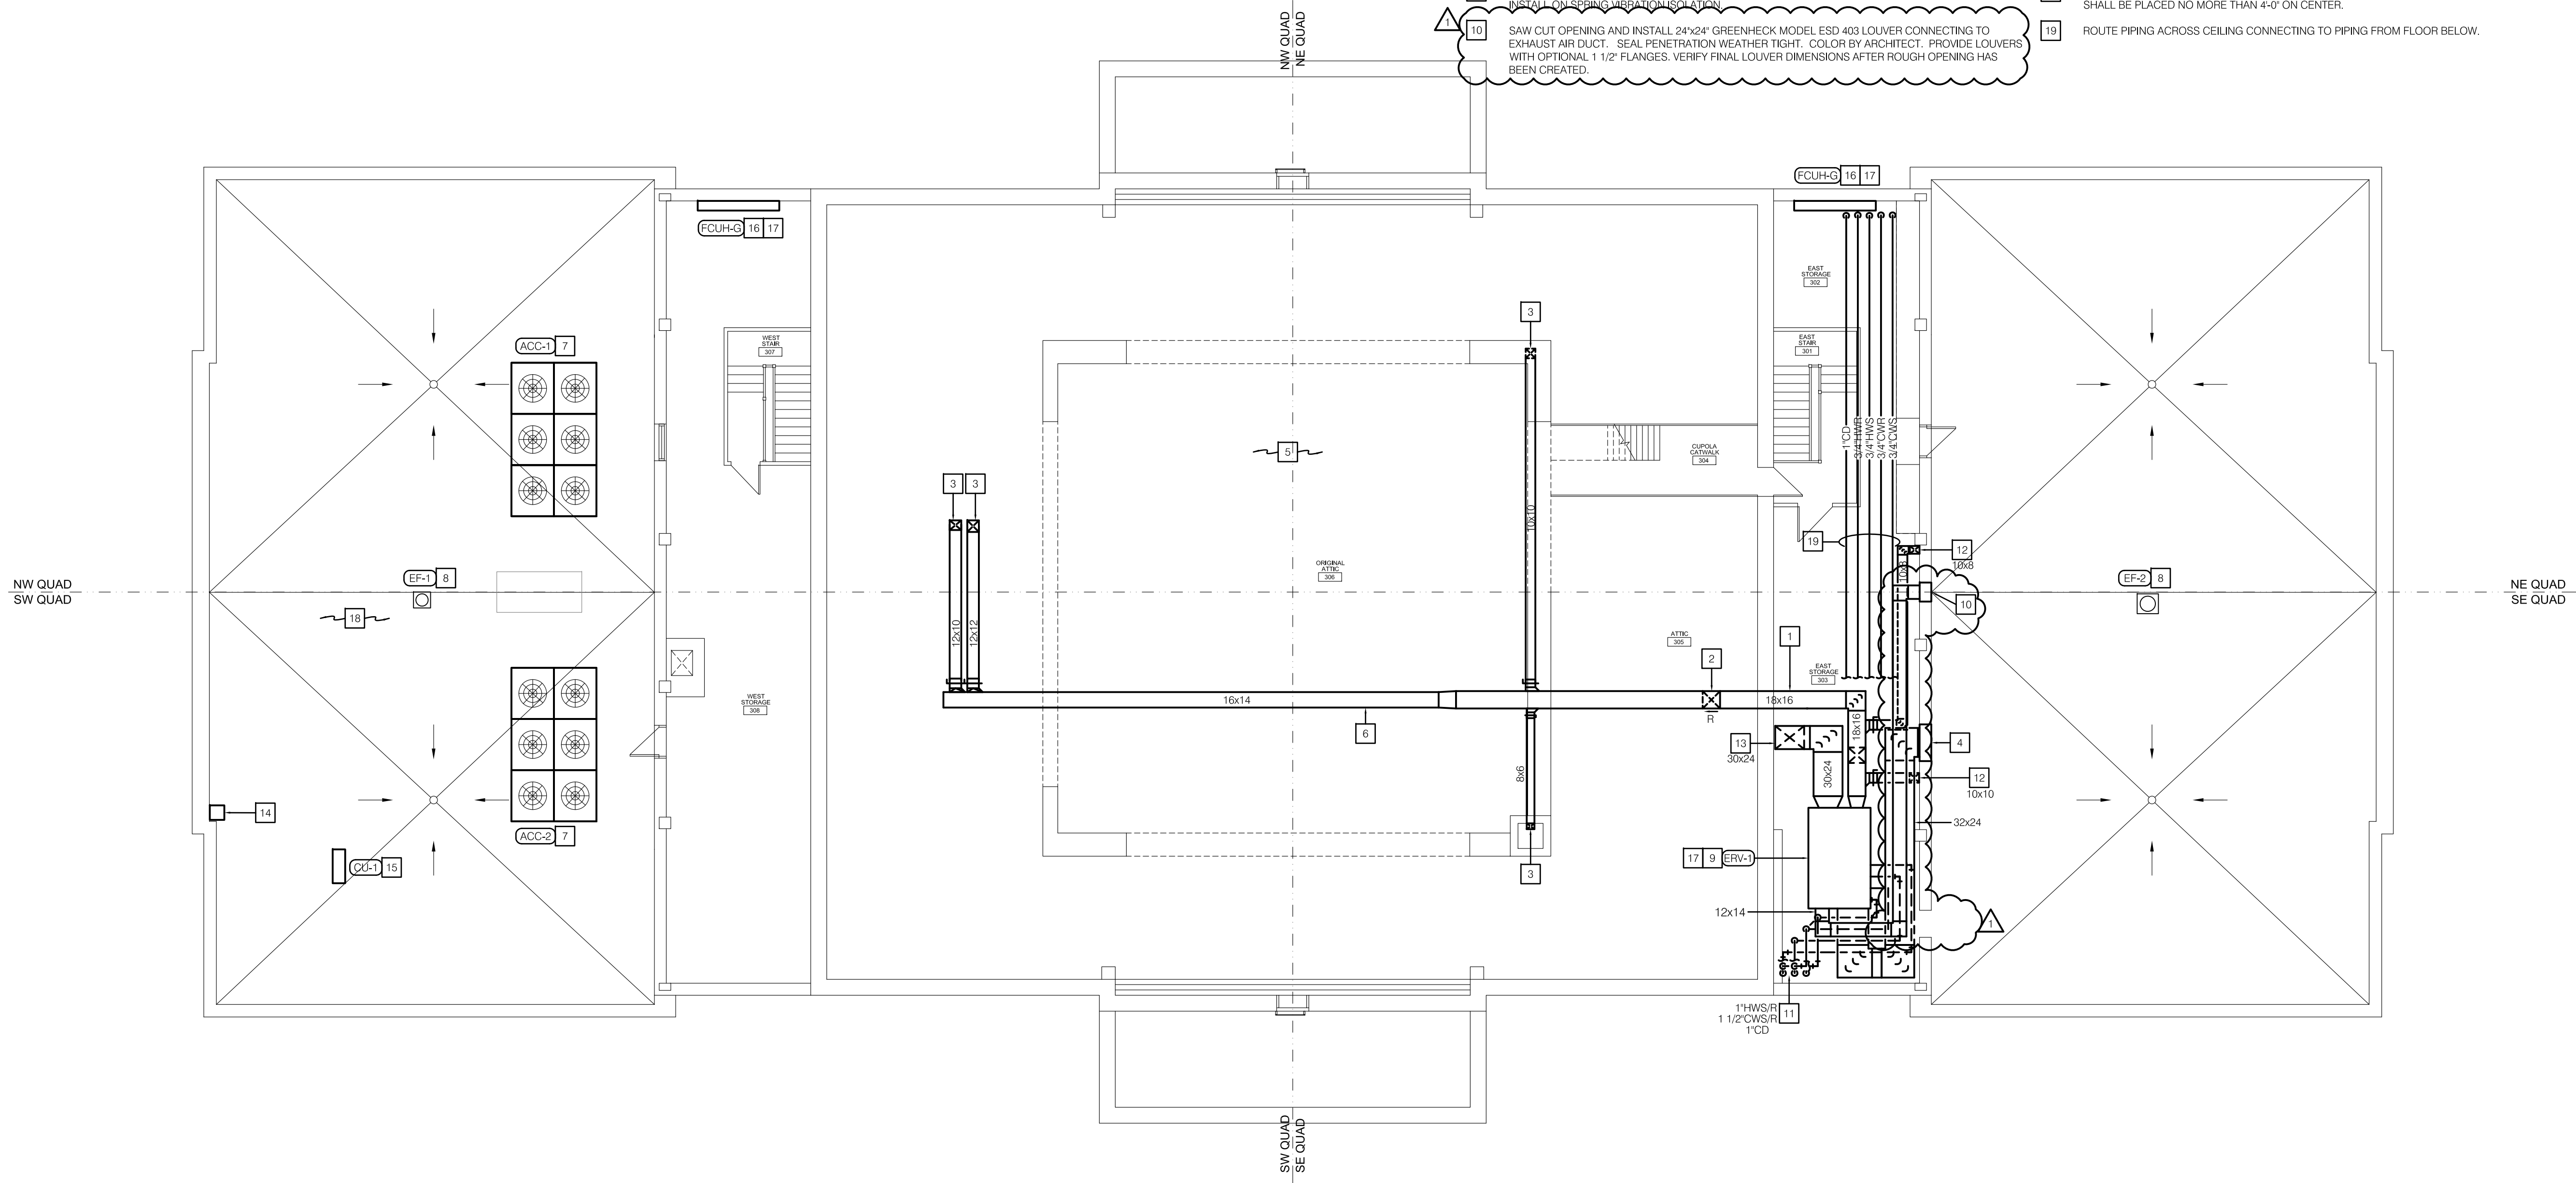 INSTALL ON SPRING VIBRATION ISOLATION
SHALL BE PLACED NO MORE THAN 4'-0" ON CENTER.
1
10 SAW CUT OPENING AND INSTALL 24"x24" GREENHECK MODEL ESD 403 LOUVER CONNECTING TO
EXHAUST AIR DUCT. SEAL PENETRATION WEATHER TIGHT. COLOR BY ARCHITECT. PROVIDE LOUVERS
WITH OPTIONAL 1 1/2" FLANGES. VERIFY FINAL LOUVER DIMENSIONS AFTER ROUGH OPENING HAS
BEEN CREATED.
19 ROUTE PIPING ACROSS CEILING CONNECTING TO PIPING FROM FLOOR BELOW.
NW QUAD
NE QUAD
FCUH-G 16 17
FCUH-G 16 17
EAST
STORAGE
302
3
WEST
STAIR
307
EAST
STAIR
301
ACC-1 7
1"CD
3/4"HWR
3/4"HWS
3/4"CWR
3/4"CWS
5
CUPOLA
CATWALK
304
3 3
10x10
19
12
10x8
10x8
ORIGINAL
ATTIC
306
NW QUAD
SW QUAD
EF-1 8
EF-2 8
NE QUAD
SE QUAD
10
18
12x10
12x12
ATTIC
305
1
2
EAST
STORAGE
303
WEST
STORAGE
308
16x14
18x16
R
6
18x16
13
30x24
4
30x24
8x6
12
10x10
14
32x24
ACC-2 7
CU-1 15
17 9 ERV-1
3
12x14
1
1"HWS/R
1 1/2"CWS/R
1"CD
11
SW QUAD
SE QUAD